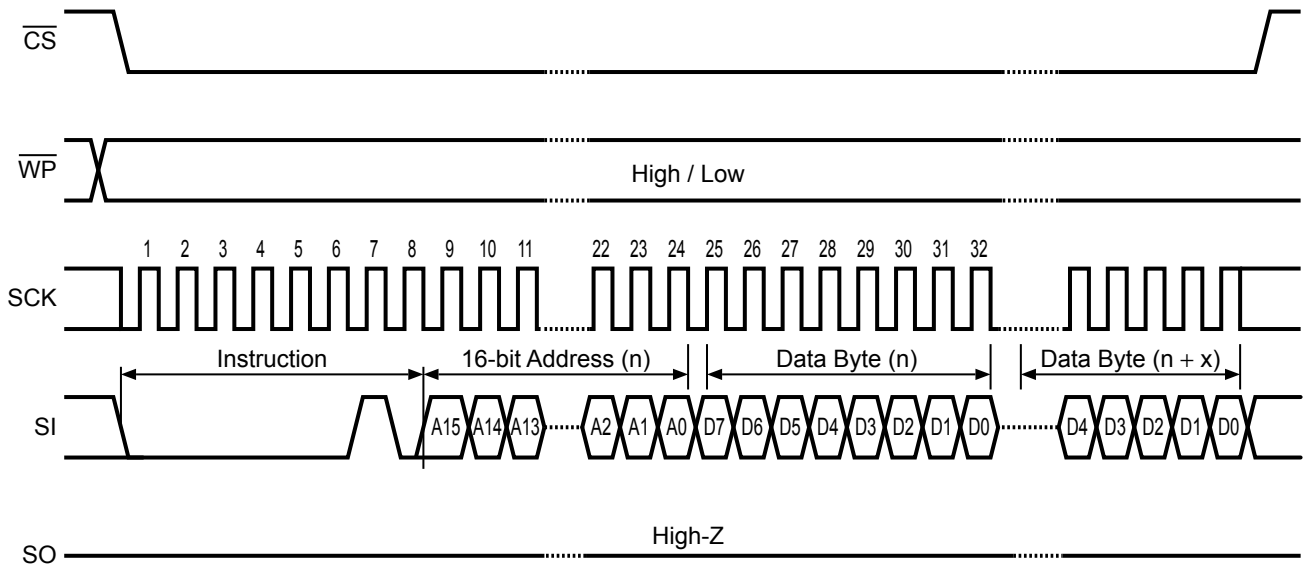 CS
WP
High / Low
1 2 3 4 5 6 7 8 9 10 11 22 23 24 25 26 27 28 29 30 31 32
SCK
Instruction 16-bit Address (n) Data Byte (n) Data Byte (n + x)
SI A15 A14 A13 A2 A1 A0 D7 D6 D5 D4 D3 D2 D1 D0 D4 D3 D2 D1 D0
High-Z
SO